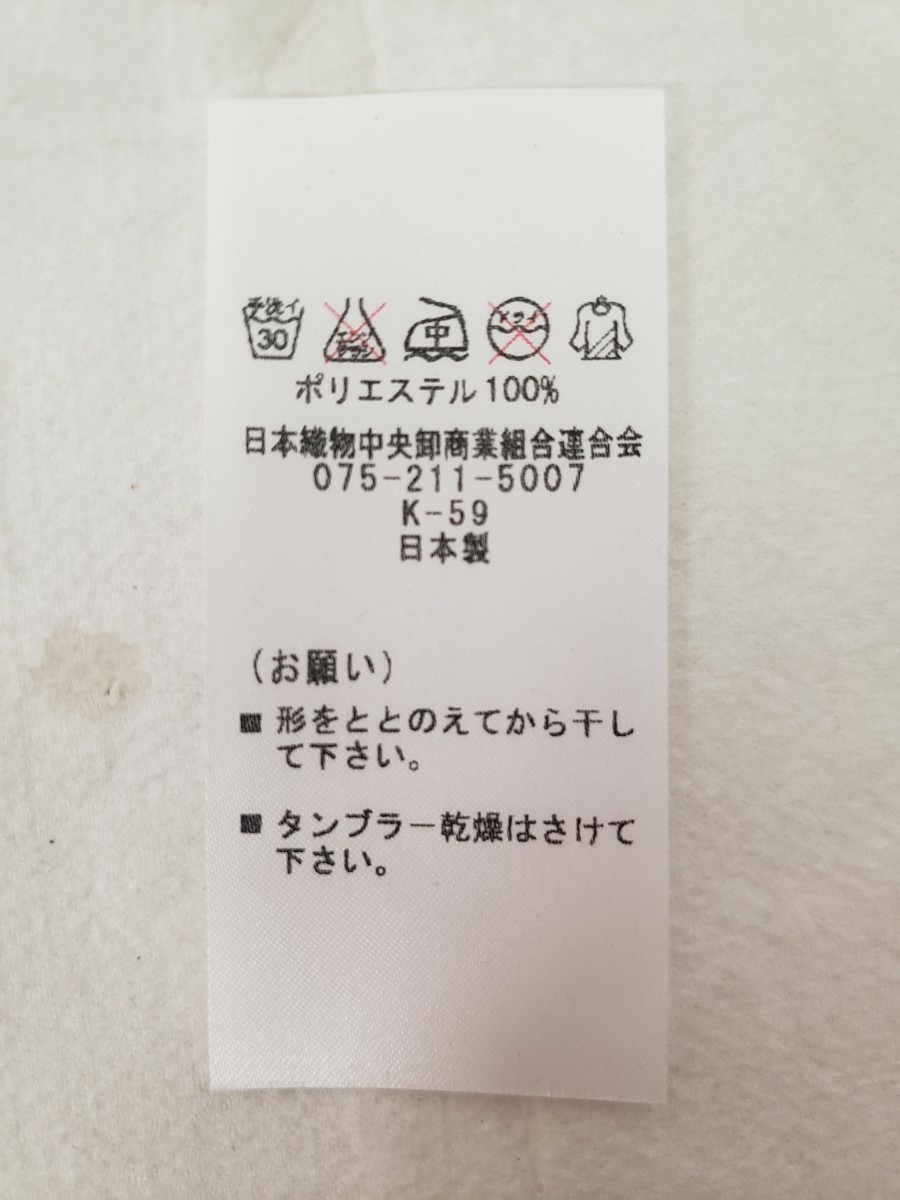 手洗イ 30 エンソサラシ 中 ドライ
ポリエステル100%
日本織物中央卸商業組合連合会
075-211-5007
K-59
日本製
(お願い)
■ 形をととのえてから干し
て下さい。
■ タンブラー乾燥はさけて
下さい。